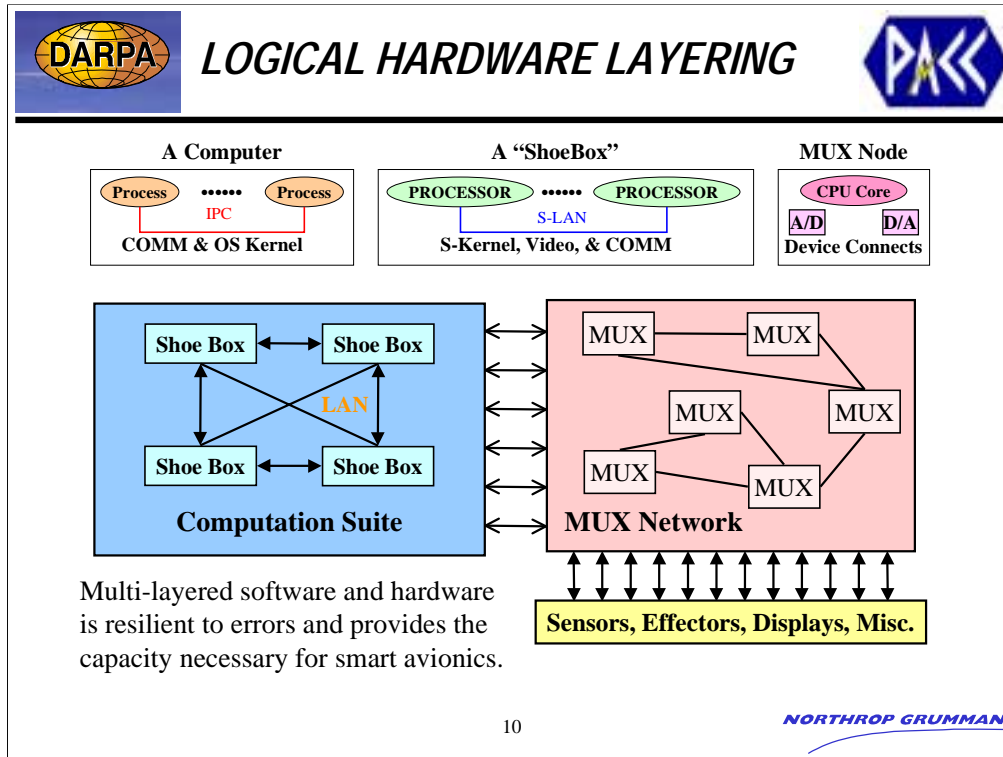 DARPA
LOGICAL HARDWARE LAYERING
PACC
A Computer
Process •••••• Process
IPC
COMM & OS Kernel
A “ShoeBox”
PROCESSOR •••••• PROCESSOR
S-LAN
S-Kernel, Video, & COMM
MUX Node
CPU Core
A/D D/A
Device Connects
Shoe Box Shoe Box
LAN
Shoe Box Shoe Box
Computation Suite
MUX MUX
MUX MUX
MUX MUX
MUX Network
Multi-layered software and hardware
is resilient to errors and provides the
capacity necessary for smart avionics.
Sensors, Effectors, Displays, Misc.
10
NORTHROP GRUMMAN